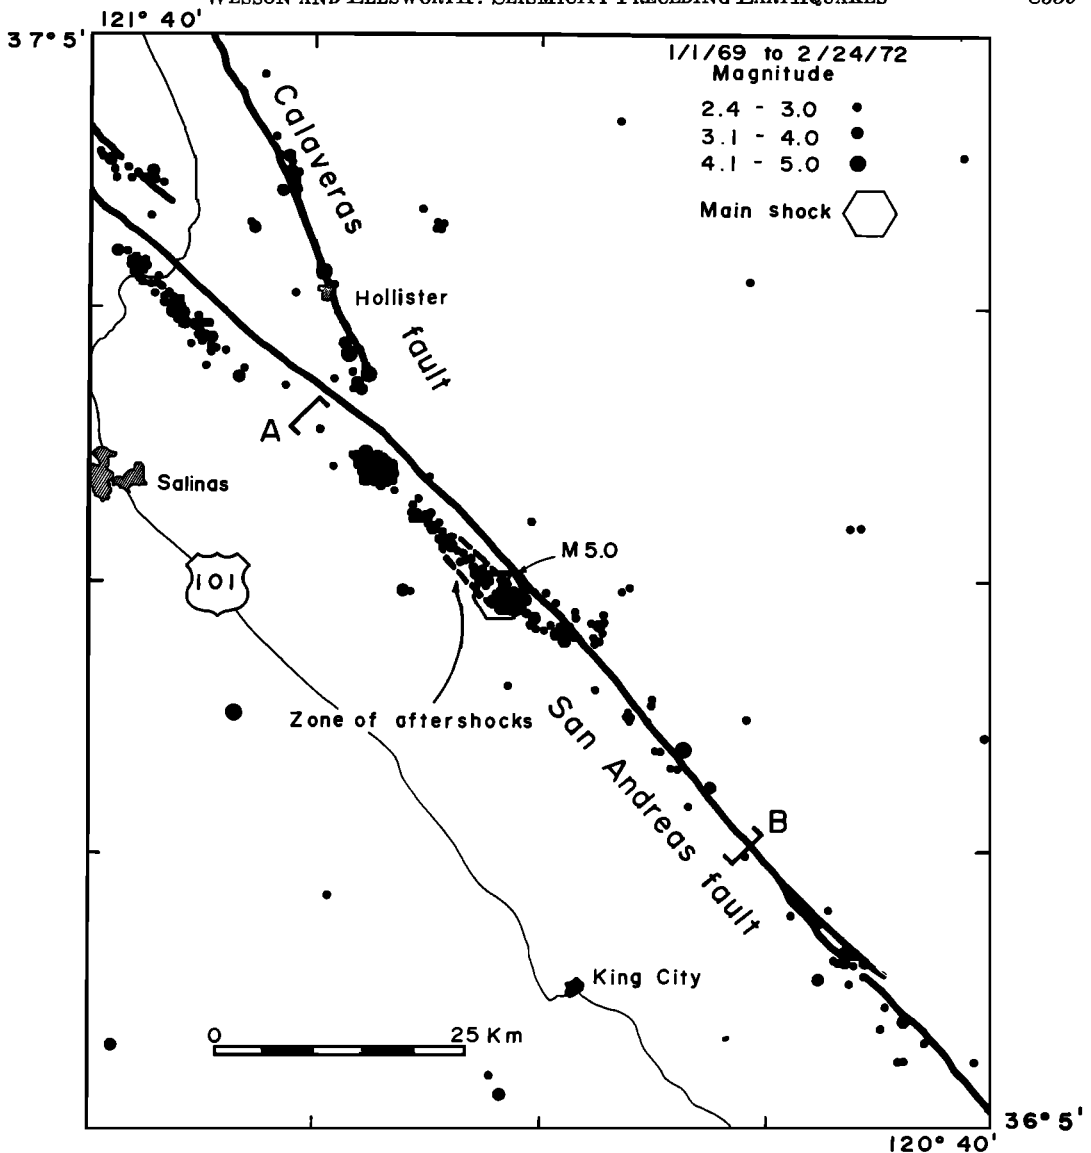 121° 40'
37° 5'
1/1/69 to 2/24/72
Magnitude
2.4 - 3.0
3.1 - 4.0
4.1 - 5.0
Main shock
Calaveras
fault
Hollister
A
Salinas
M 5.0
101
Zone of aftershocks
San Andreas fault
B
King City
0 25 Km
36° 5'
120° 40'